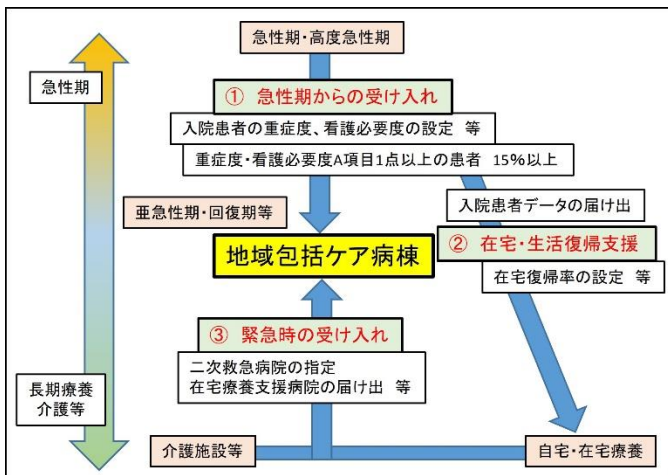 急性期・高度急性期
急性期
① 急性期からの受け入れ
入院患者の重症度、看護必要度の設定 等
重症度・看護必要度A項目1点以上の患者 15%以上
亜急性期・回復期等
入院患者データの届け出
地域包括ケア病棟
② 在宅・生活復帰支援
在宅復帰率の設定 等
③ 緊急時の受け入れ
二次救急病院の指定
在宅療養支援病院の届け出 等
長期療養
介護等
介護施設等
自宅・在宅療養